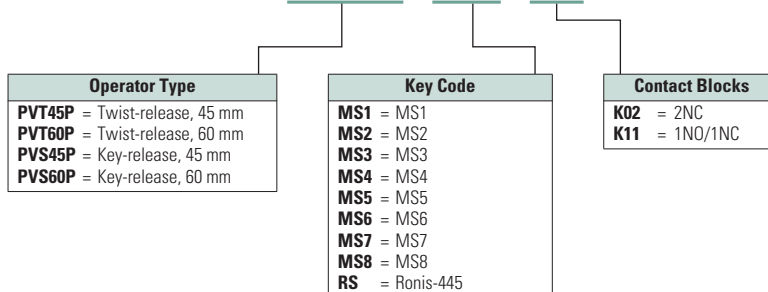 Operator Type
PVT45P = Twist-release, 45 mm
PVT60P = Twist-release, 60 mm
PVS45P = Key-release, 45 mm
PVS60P = Key-release, 60 mm
Key Code
MS1 = MS1
MS2 = MS2
MS3 = MS3
MS4 = MS4
MS5 = MS5
MS6 = MS6
MS7 = MS7
MS8 = MS8
RS = Ronis-445
Contact Blocks
K02 = 2NC
K11 = 1NO/1NC